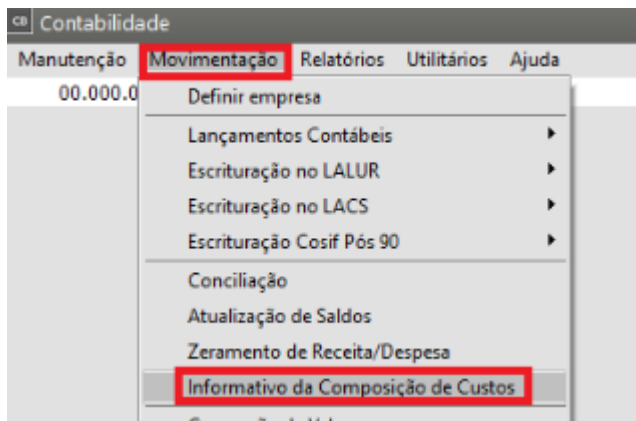 CB Contabilidade
Manutenção Movimentação Relatórios Utilitários Ajuda
00.000.0
Definir empresa
Lançamentos Contábeis
Escrituração no LALUR
Escrituração no LACS
Escrituração Cosif Pós 90
Conciliação
Atualização de Saldos
Zeramento de Receita/Despesa
Informativo da Composição de Custos